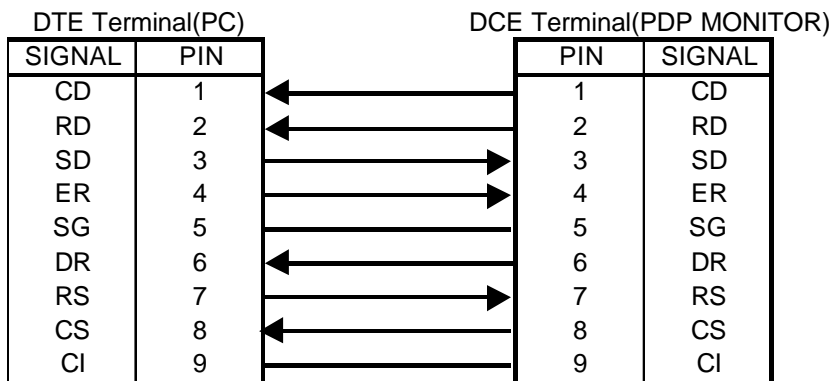 DTE Terminal(PC) DCE Terminal(PDP MONITOR)
SIGNAL PIN PIN SIGNAL
CD 1 1 CD
RD 2 2 RD
SD 3 3 SD
ER 4 4 ER
SG 5 5 SG
DR 6 6 DR
RS 7 7 RS
CS 8 8 CS
CI 9 9 CI